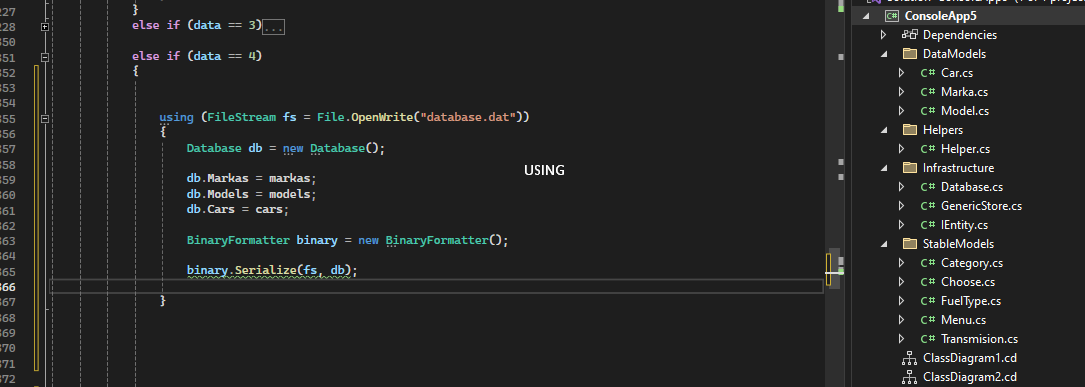 227 }
228 else if (data == 3)...
350
351 else if (data == 4)
352 {
353
354
355 using (FileStream fs = File.OpenWrite("database.dat"))
356 {
357 Database db = new Database();
358
359 db.Markas = markas;
360 db.Models = models;
361 db.Cars = cars;
362
363 BinaryFormatter binary = new BinaryFormatter();
364
365 binary.Serialize(fs, db);
366
367 }
368
369
370
371
372
USING
ConsoleApp5
Dependencies
DataModels
C# Car.cs
C# Marka.cs
C# Model.cs
Helpers
C# Helper.cs
Infrastructure
C# Database.cs
C# GenericStore.cs
C# IEntity.cs
StableModels
C# Category.cs
C# Choose.cs
C# FuelType.cs
C# Menu.cs
C# Transmision.cs
ClassDiagram1.cd
ClassDiagram2.cd